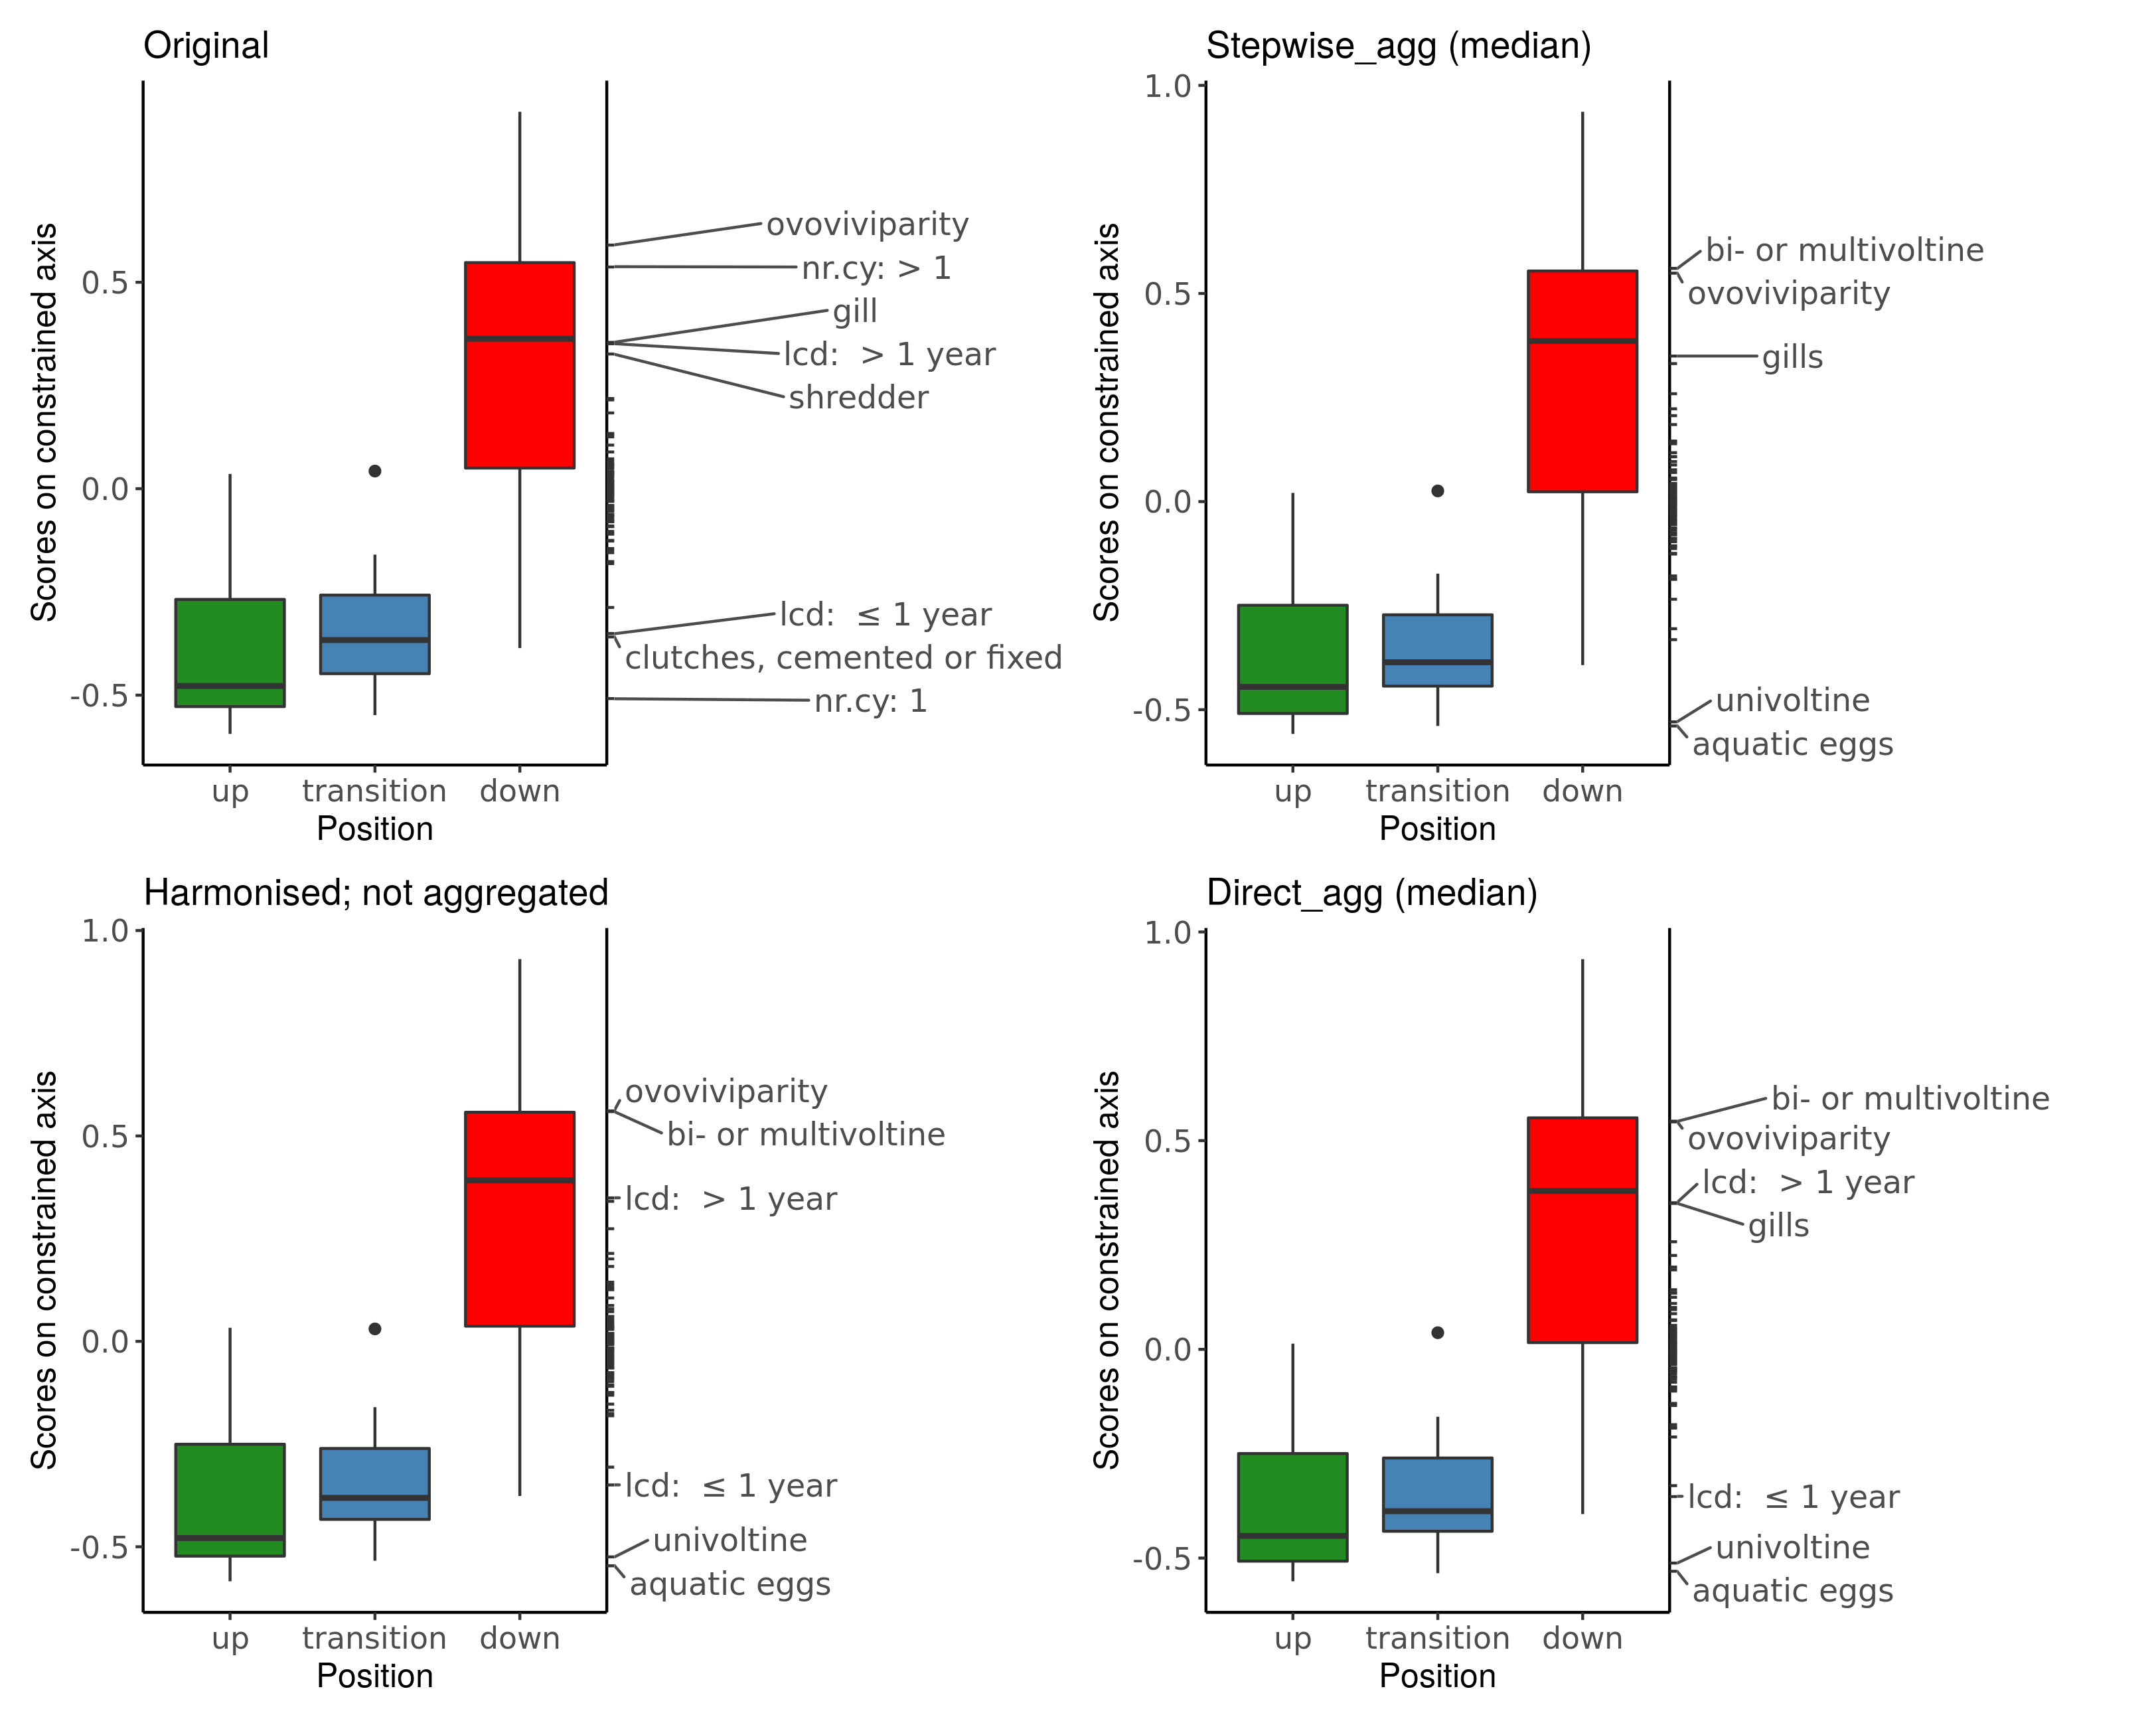 Original
Scores on constrained axis
0.5
0.0
-0.5
ovoviviparity
nr.cy: > 1
gill
lcd:  > 1 year
shredder
lcd:  ≤ 1 year
clutches, cemented or fixed
nr.cy: 1
up transition down
Position
Stepwise_agg (median)
Scores on constrained axis
1.0
0.5
0.0
-0.5
bi- or multivoltine
ovoviviparity
gills
univoltine
aquatic eggs
up transition down
Position
Harmonised; not aggregated
Scores on constrained axis
1.0
0.5
0.0
-0.5
ovoviviparity
bi- or multivoltine
lcd:  > 1 year
lcd:  ≤ 1 year
univoltine
aquatic eggs
up transition down
Position
Direct_agg (median)
Scores on constrained axis
1.0
0.5
0.0
-0.5
bi- or multivoltine
ovoviviparity
lcd:  > 1 year
gills
lcd:  ≤ 1 year
univoltine
aquatic eggs
up transition down
Position